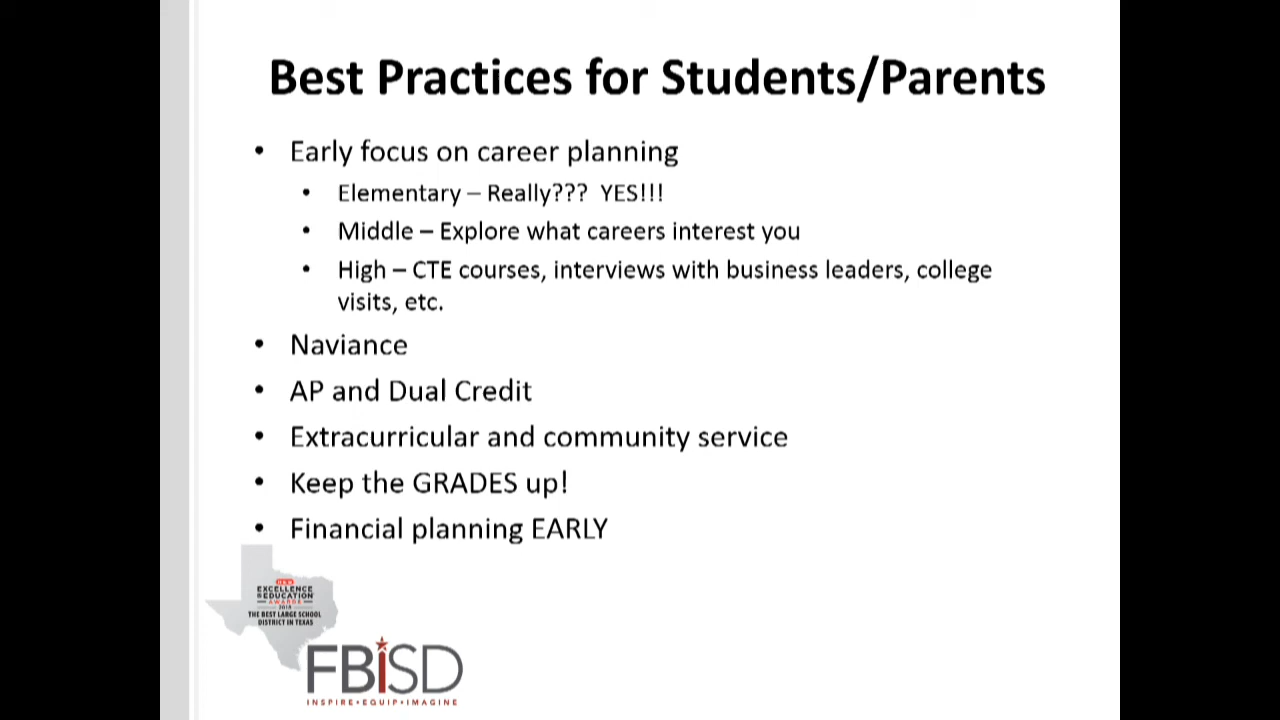 Best Practices for Students/Parents
• Early focus on career planning
• Elementary – Really??? YES!!!
• Middle – Explore what careers interest you
• High – CTE courses, interviews with business leaders, college
visits, etc.
• Naviance
• AP and Dual Credit
• Extracurricular and community service
• Keep the GRADES up!
• Financial planning EARLY
H-E-B
EXCELLENCE
IN EDUCATION
AWARDS
THE BEST LARGE SCHOOL
DISTRICT IN TEXAS
FBiSD
INSPIRE•EQUIP•IMAGINE